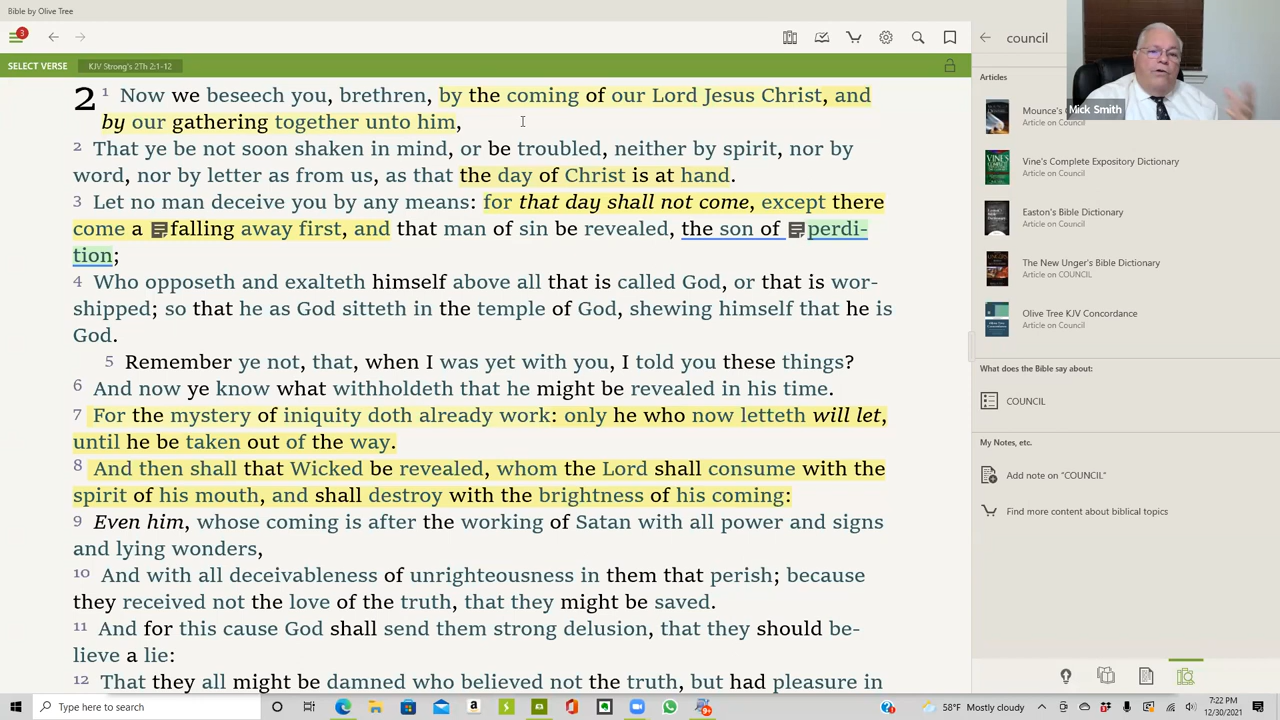 Bible by Olive Tree
3
council
SELECT VERSE
KJV Strong's 2Th 2:1-12
2
1 Now we beseech you, brethren, by the coming of our Lord Jesus Christ, and
by our gathering together unto him,
2 That ye be not soon shaken in mind, or be troubled, neither by spirit, nor by
word, nor by letter as from us, as that the day of Christ is at hand.
3 Let no man deceive you by any means: for that day shall not come, except there
come a falling away first, and that man of sin be revealed, the son of perdi-
tion;
4 Who opposeth and exalteth himself above all that is called God, or that is wor-
shipped; so that he as God sitteth in the temple of God, shewing himself that he is
God.
5 Remember ye not, that, when I was yet with you, I told you these things?
6 And now ye know what withholdeth that he might be revealed in his time.
7 For the mystery of iniquity doth already work: only he who now letteth will let,
until he be taken out of the way.
8 And then shall that Wicked be revealed, whom the Lord shall consume with the
spirit of his mouth, and shall destroy with the brightness of his coming:
9 Even him, whose coming is after the working of Satan with all power and signs
and lying wonders,
10 And with all deceivableness of unrighteousness in them that perish; because
they received not the love of the truth, that they might be saved.
11 And for this cause God shall send them strong delusion, that they should be-
lieve a lie:
12 That they all might be damned who believed not the truth, but had pleasure in
Articles
Mounce's
Article on Council
Mick Smith
Vine's Complete Expository Dictionary
Article on Council
Easton's Bible Dictionary
Article on Council
The New Unger's Bible Dictionary
Article on COUNCIL
Olive Tree KJV Concordance
Article on Council
What does the Bible say about:
COUNCIL
My Notes, etc.
Add note on "COUNCIL"
Find more content about biblical topics
Type here to search
58°F Mostly cloudy
7:22 PM
12/30/2021